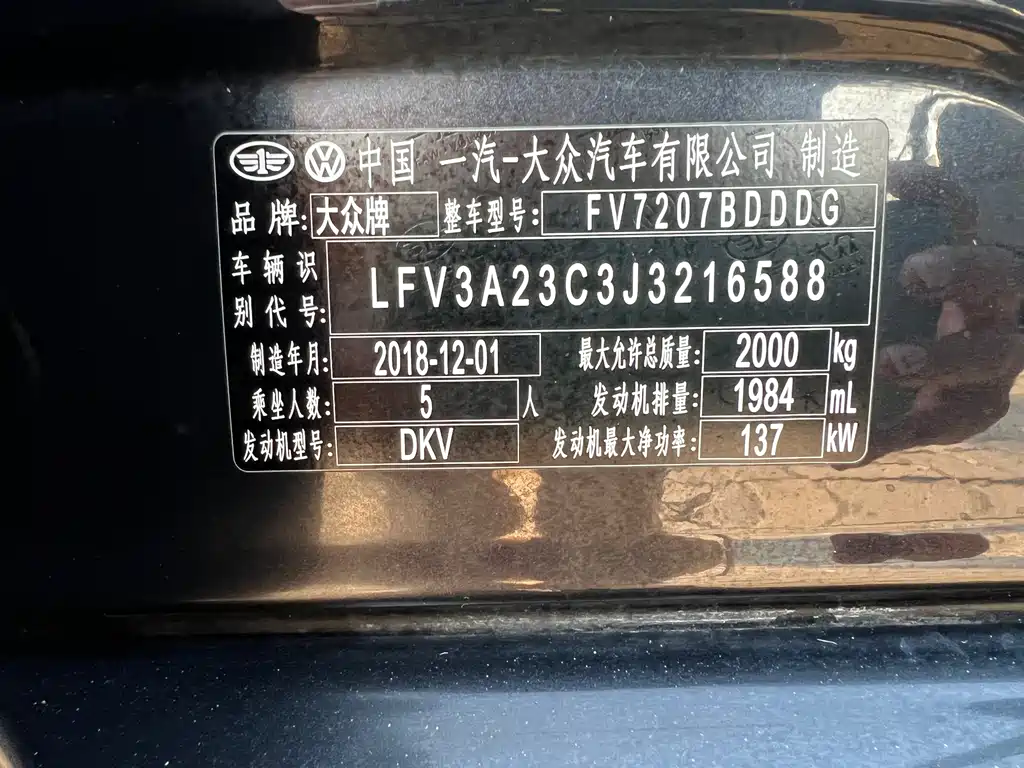 中国 一汽-大众汽车有限公司 制造
品牌: 大众牌 整车型号: FV7207BDDDG
车辆识别代号: LFV3A23C3J3216588
制造年月: 2018-12-01 最大允许总质量: 2000 kg
乘坐人数: 5 人 发动机排量: 1984 mL
发动机型号: DKV 发动机最大净功率: 137 kW